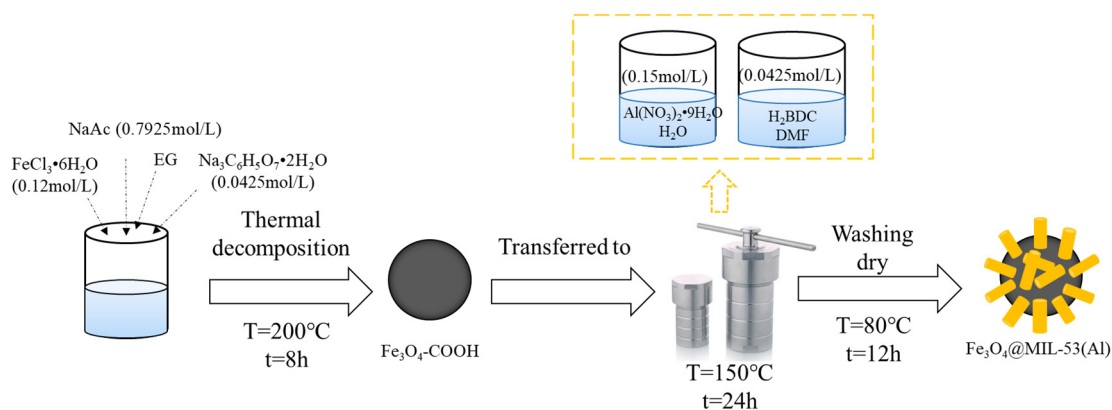 (0.15mol/L)
(0.0425mol/L)
Al(NO₃)₂•9H₂O
H₂O
H₂BDC
DMF
NaAc (0.7925mol/L)
FeCl₃•6H₂O
(0.12mol/L)
EG
Na₃C₆H₅O₇•2H₂O
(0.0425mol/L)
Thermal
decomposition
T=200℃
t=8h
Fe₃O₄-COOH
Transferred to
T=150℃
t=24h
Washing
dry
T=80℃
t=12h
Fe₃O₄@MIL-53(Al)